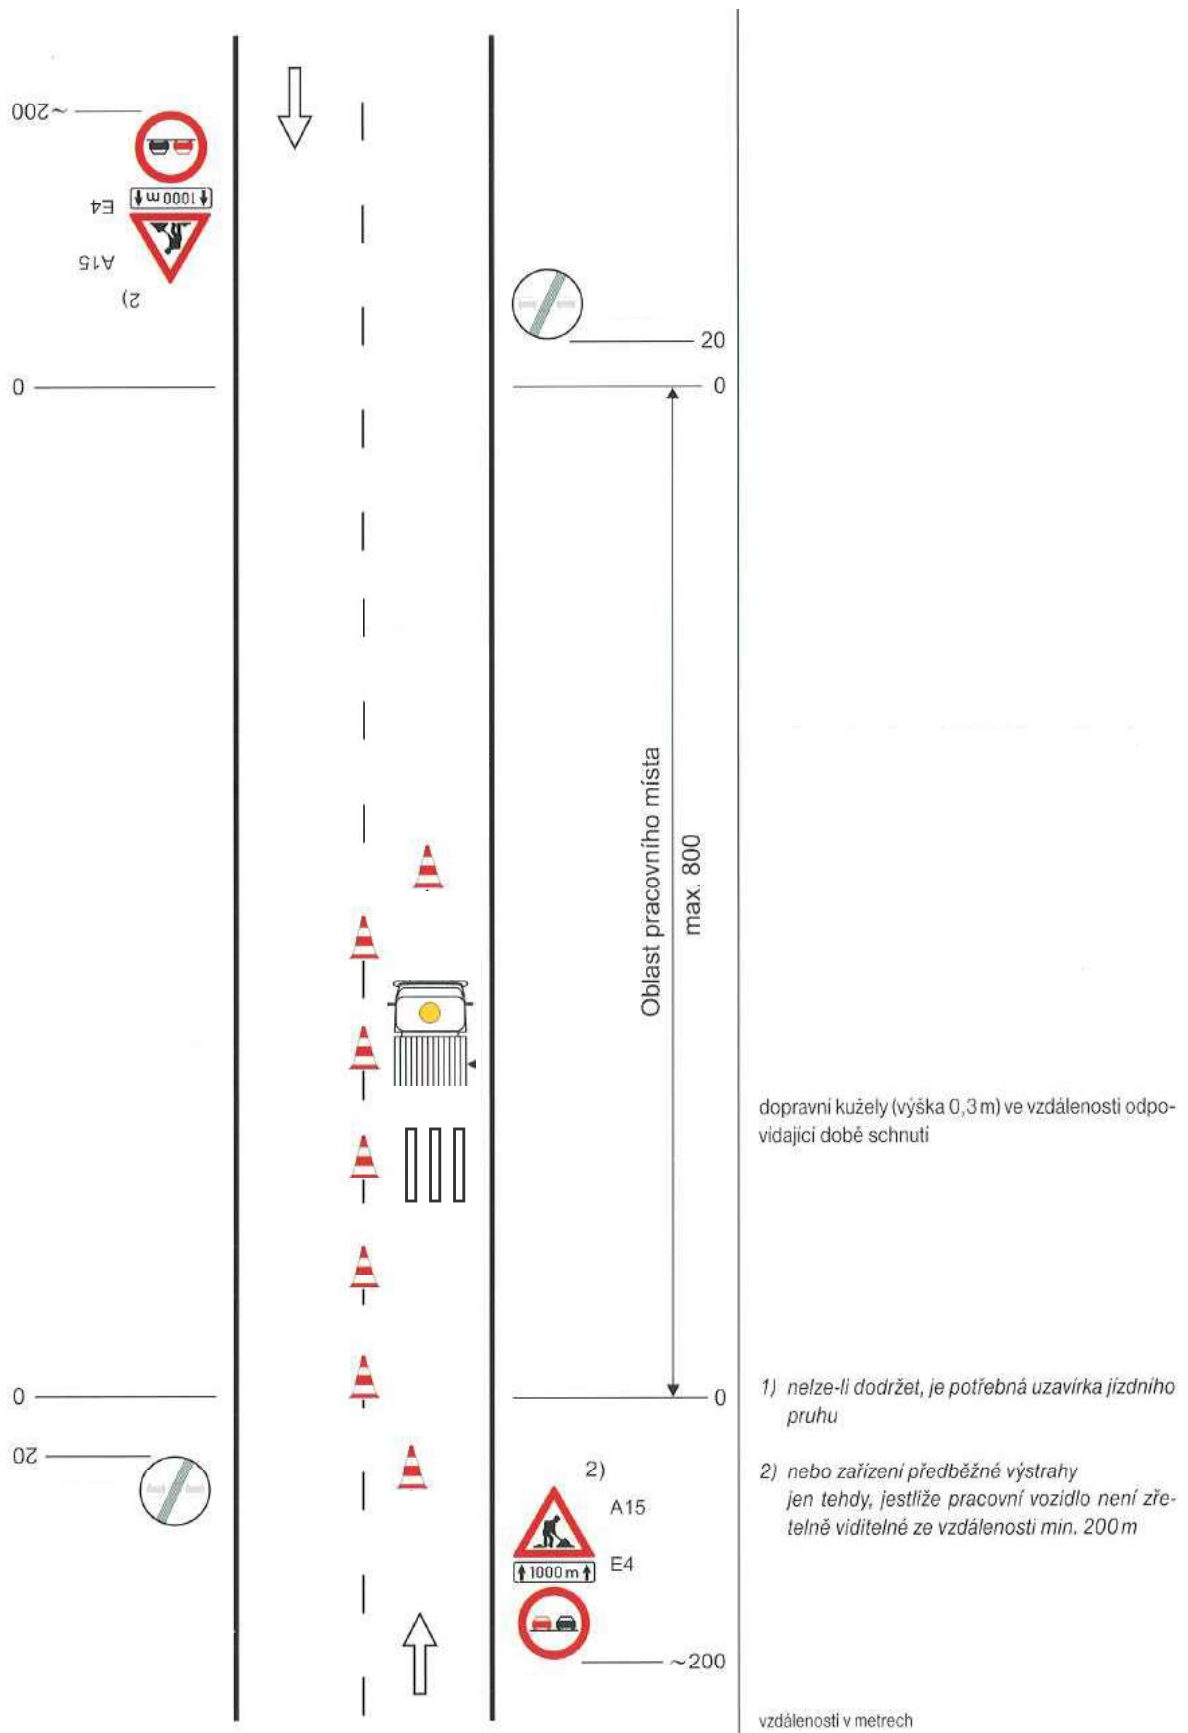 ~200
1000 m
E4
A15
2)
20
0
0
Oblast pracovního místa
max. 800
dopravní kužely (výška 0,3 m) ve vzdálenosti odpo-
vídající době schnutí
0
0
20
1) nelze-li dodržet, je potřebná uzavírka jízdního
pruhu
2) nebo zařízení předběžné výstrahy
jen tehdy, jestliže pracovní vozidlo není zře-
telně viditelné ze vzdálenosti min. 200 m
2)
A15
E4
1000 m
~200
vzdálenosti v metrech